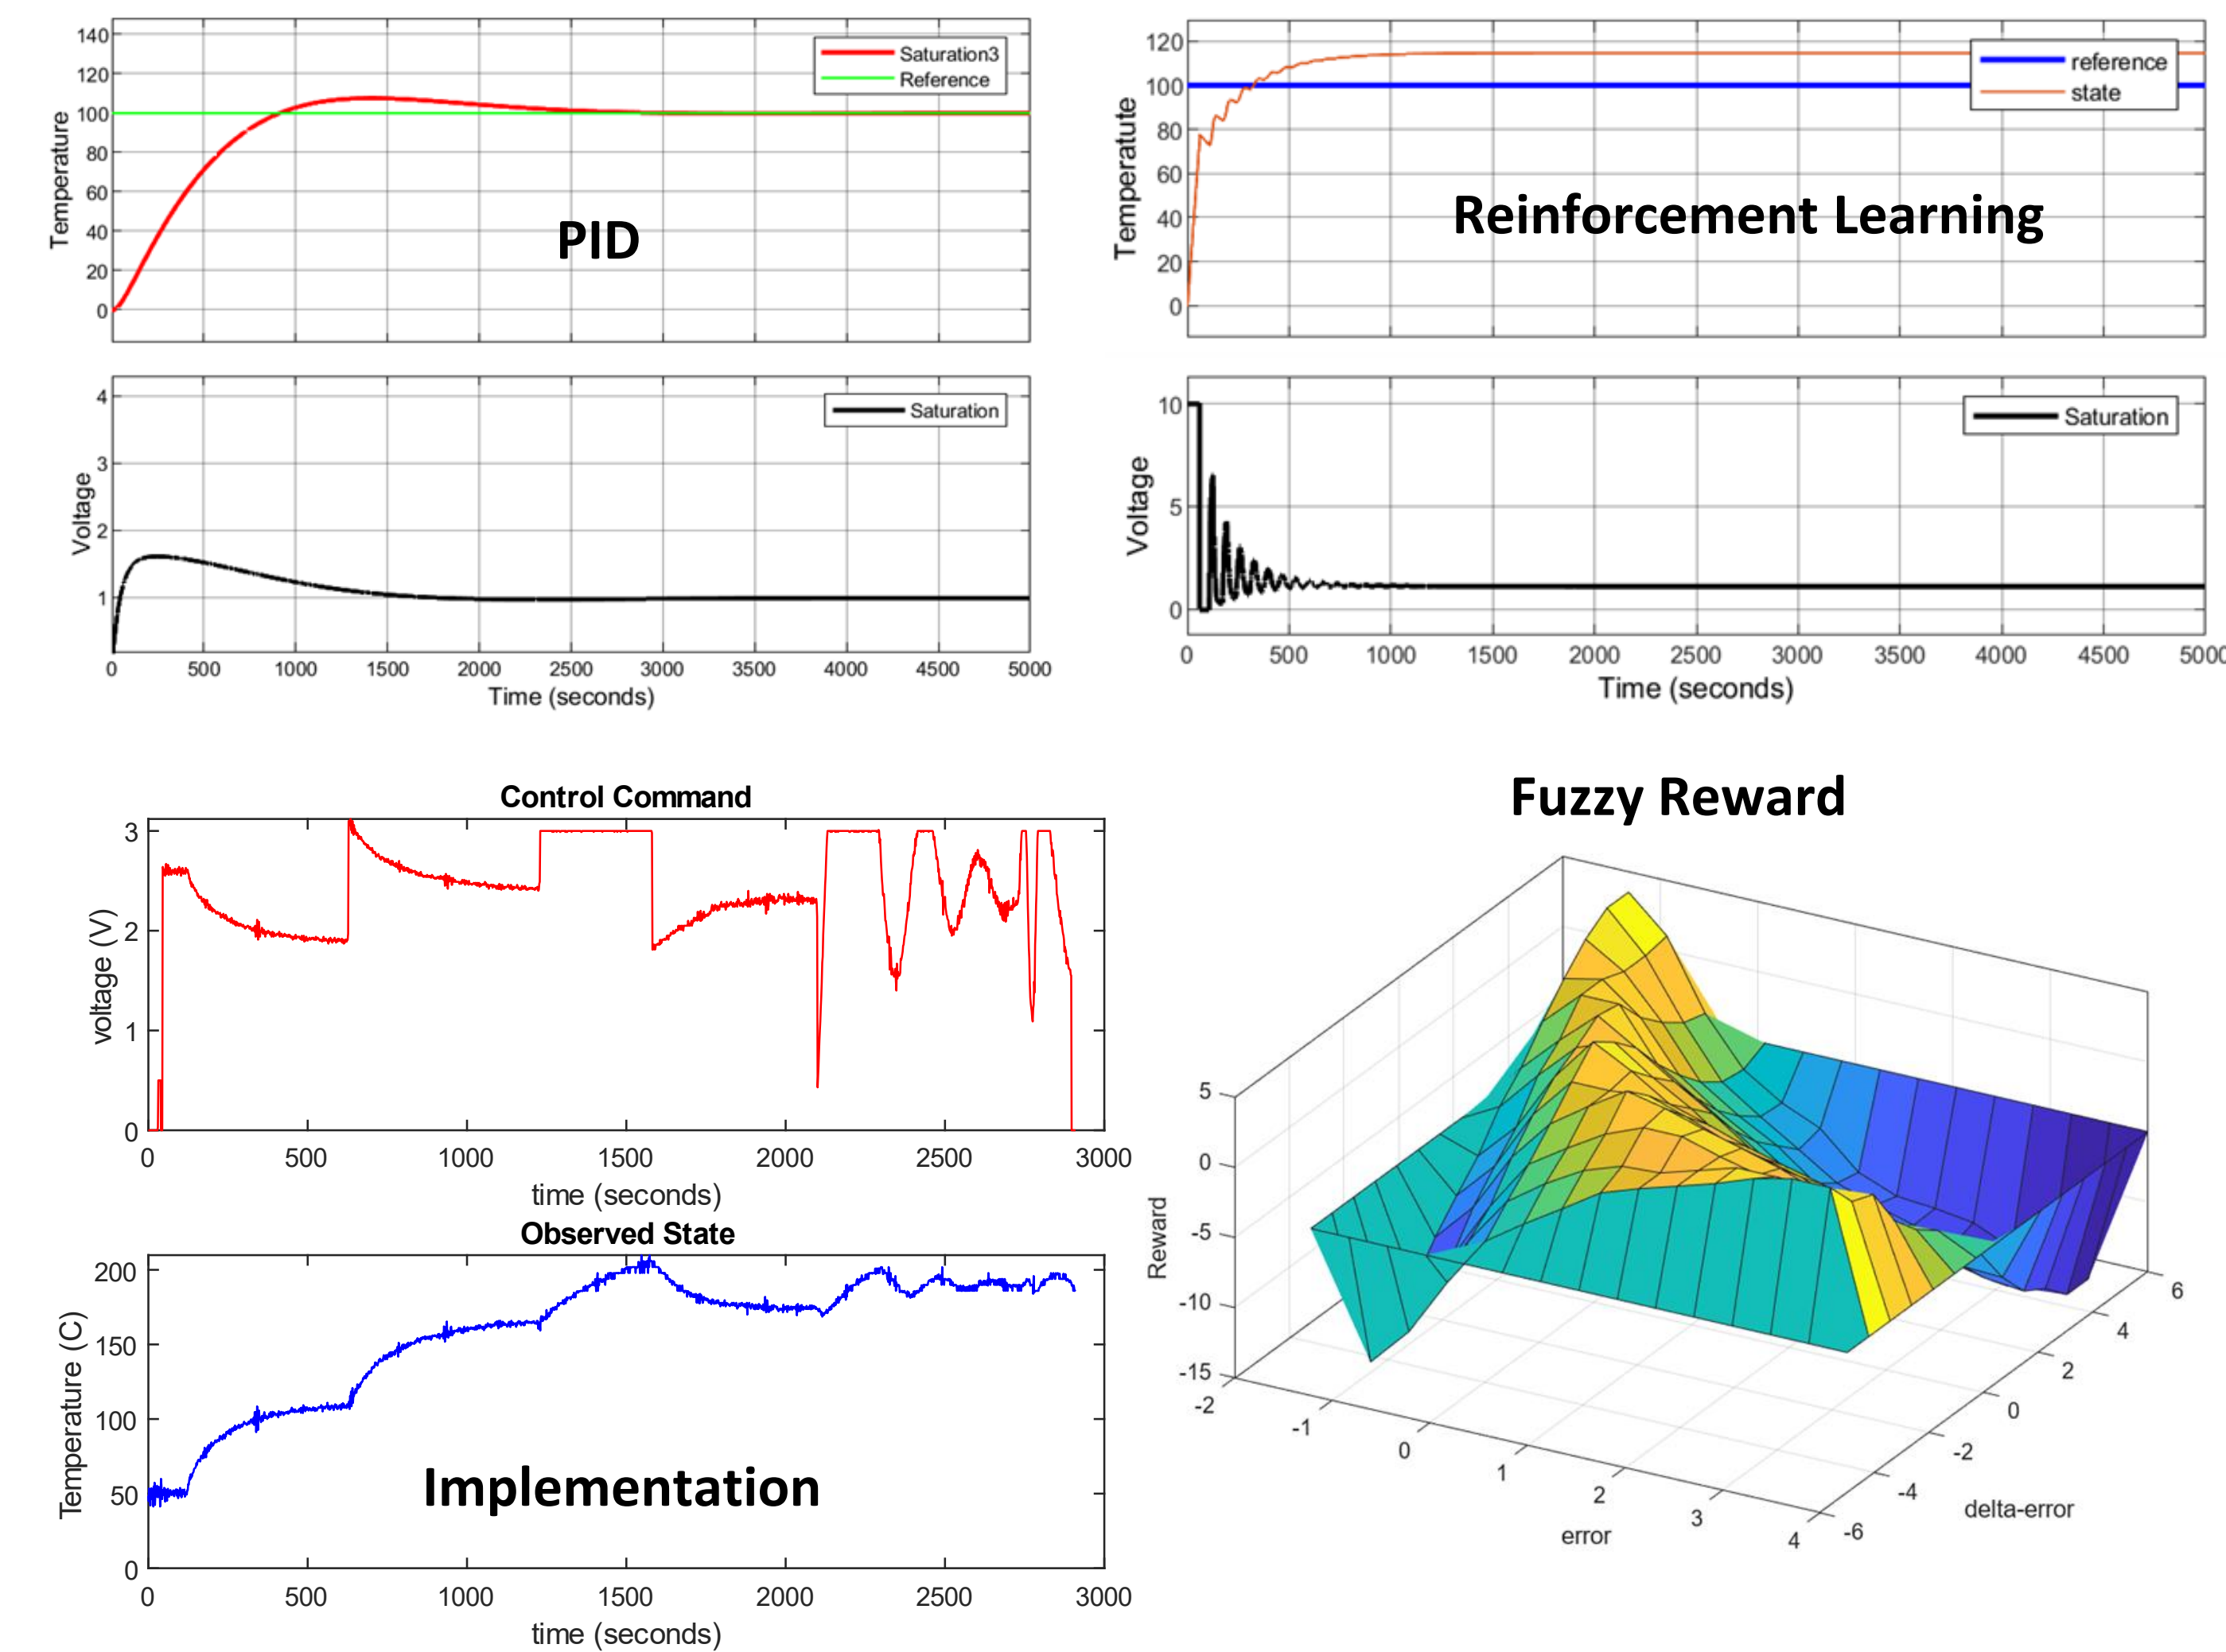 140
120
100
80
60
40
20
0
Temperature
Saturation3
Reference
PID
4
3
2
1
Voltage
Saturation
0 500 1000 1500 2000 2500 3000 3500 4000 4500 5000
Time (seconds)
120
100
80
60
40
20
0
Temperatute
reference
state
Reinforcement Learning
10
5
0
Voltage
Saturation
0 500 1000 1500 2000 2500 3000 3500 4000 4500 5000
Time (seconds)
Control Command
3
2
1
0
voltage (V)
0 500 1000 1500 2000 2500 3000
time (seconds)
Observed State
200
150
100
50
0
Temperature (C)
Implementation
0 500 1000 1500 2000 2500 3000
time (seconds)
Fuzzy Reward
5
0
-5
-10
-15
Reward
-2 -1 0 1 2 3 4
error
-6 -4 -2 0 2 4 6
delta-error